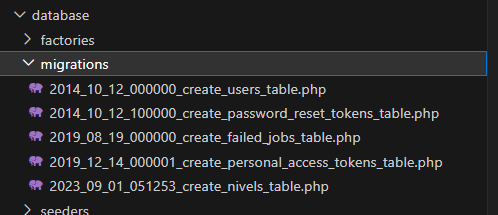 database
factories
migrations
2014_10_12_000000_create_users_table.php
2014_10_12_100000_create_password_reset_tokens_table.php
2019_08_19_000000_create_failed_jobs_table.php
2019_12_14_000001_create_personal_access_tokens_table.php
2023_09_01_051253_create_nivels_table.php
seeders